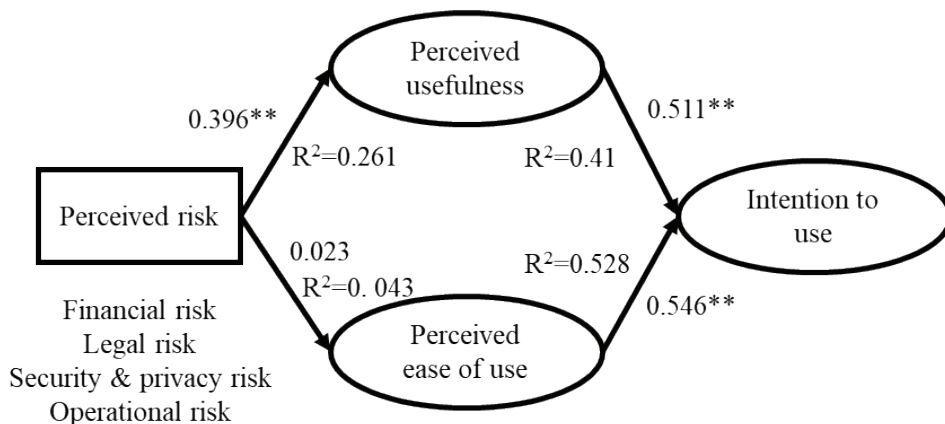 Perceived
usefulness
0.396**
0.511**
R²=0.261
R²=0.41
Perceived risk
Intention to
use
0.023
R²=0. 043
R²=0.528
0.546**
Financial risk
Legal risk
Security & privacy risk
Operational risk
Perceived
ease of use